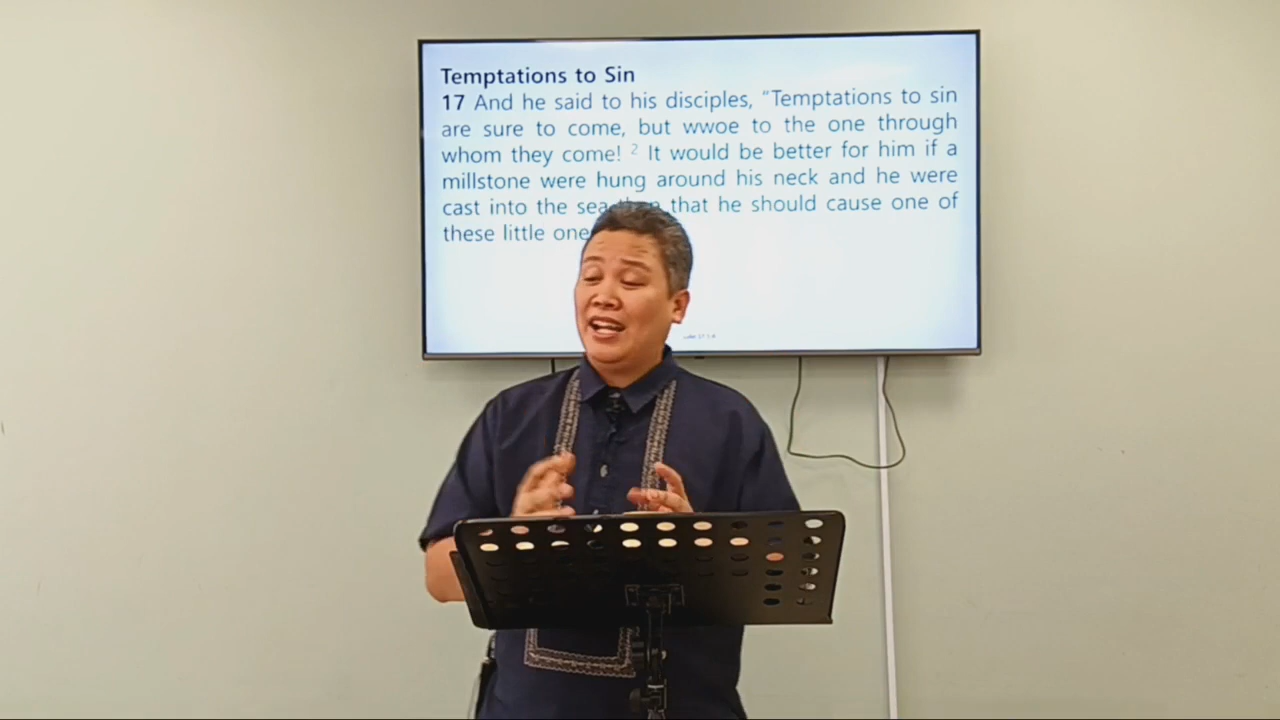 Temptations to Sin
17 And he said to his disciples, “Temptations to sin
are sure to come, but wwoe to the one through
whom they come! ² It would be better for him if a
millstone were hung around his neck and he were
cast into the sea than that he should cause one of
these little one